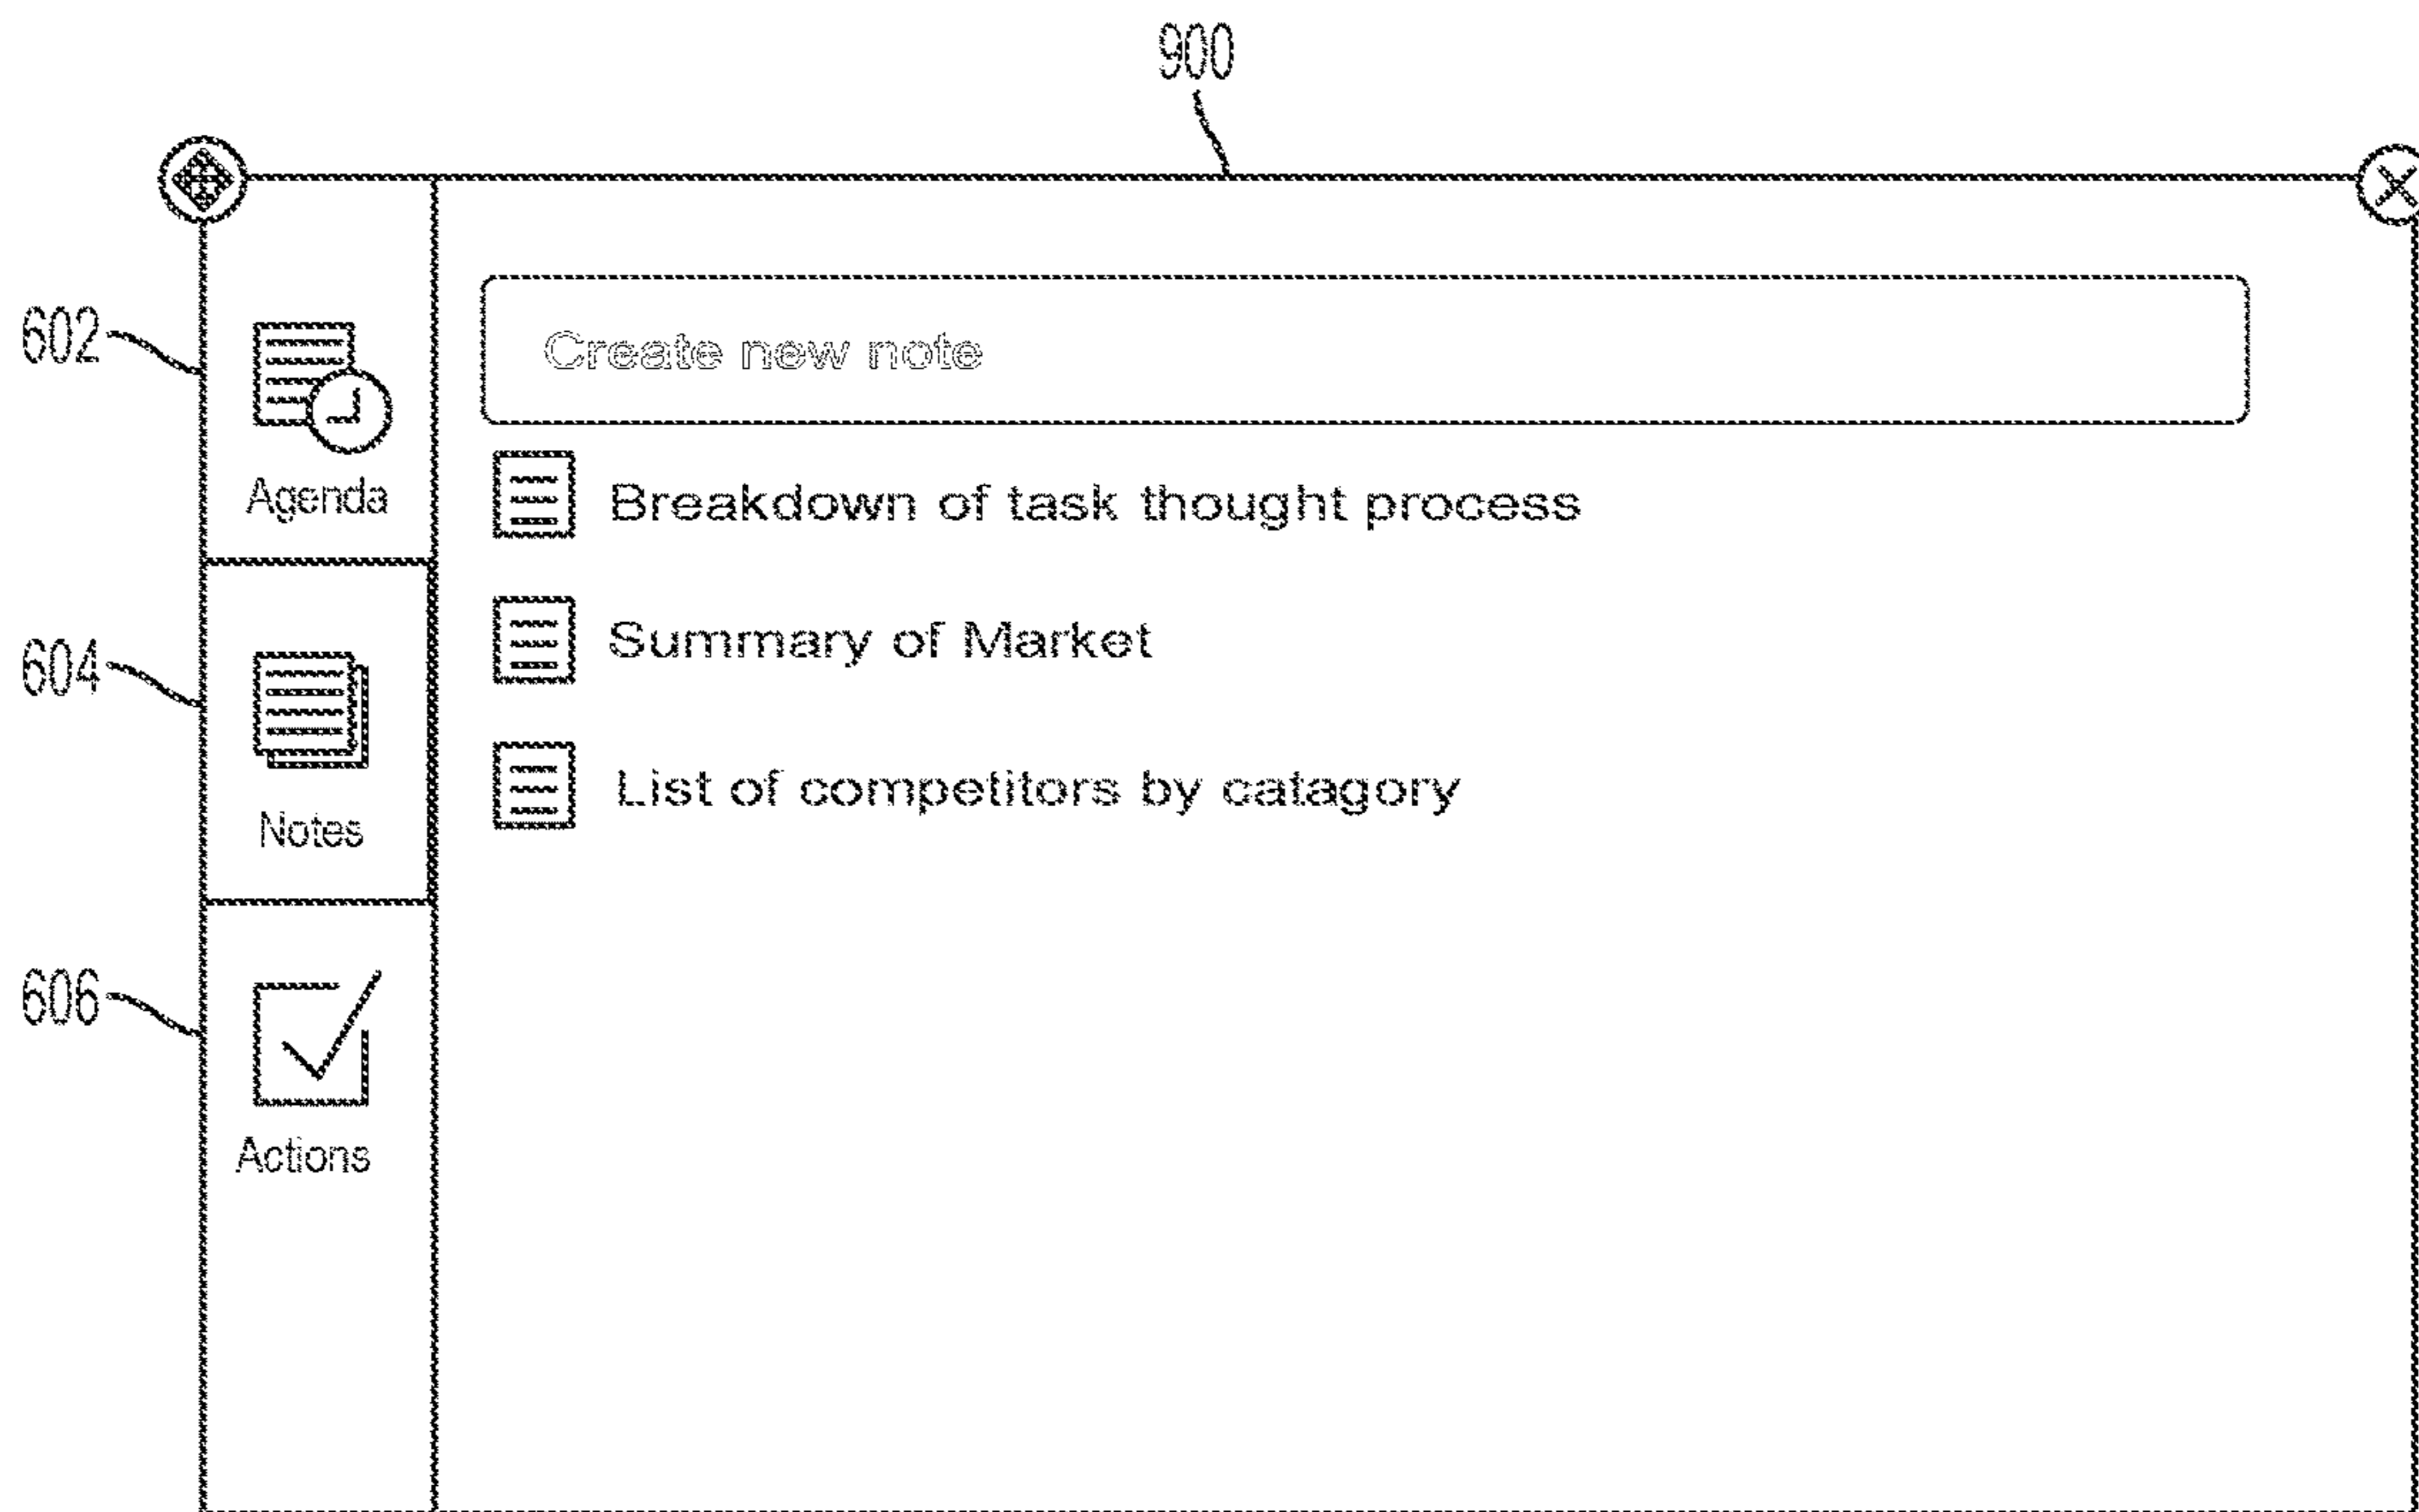 900
602
Agenda
Create new note
Breakdown of task thought process
604
Notes
Summary of Market
List of competitors by catagory
606
Actions